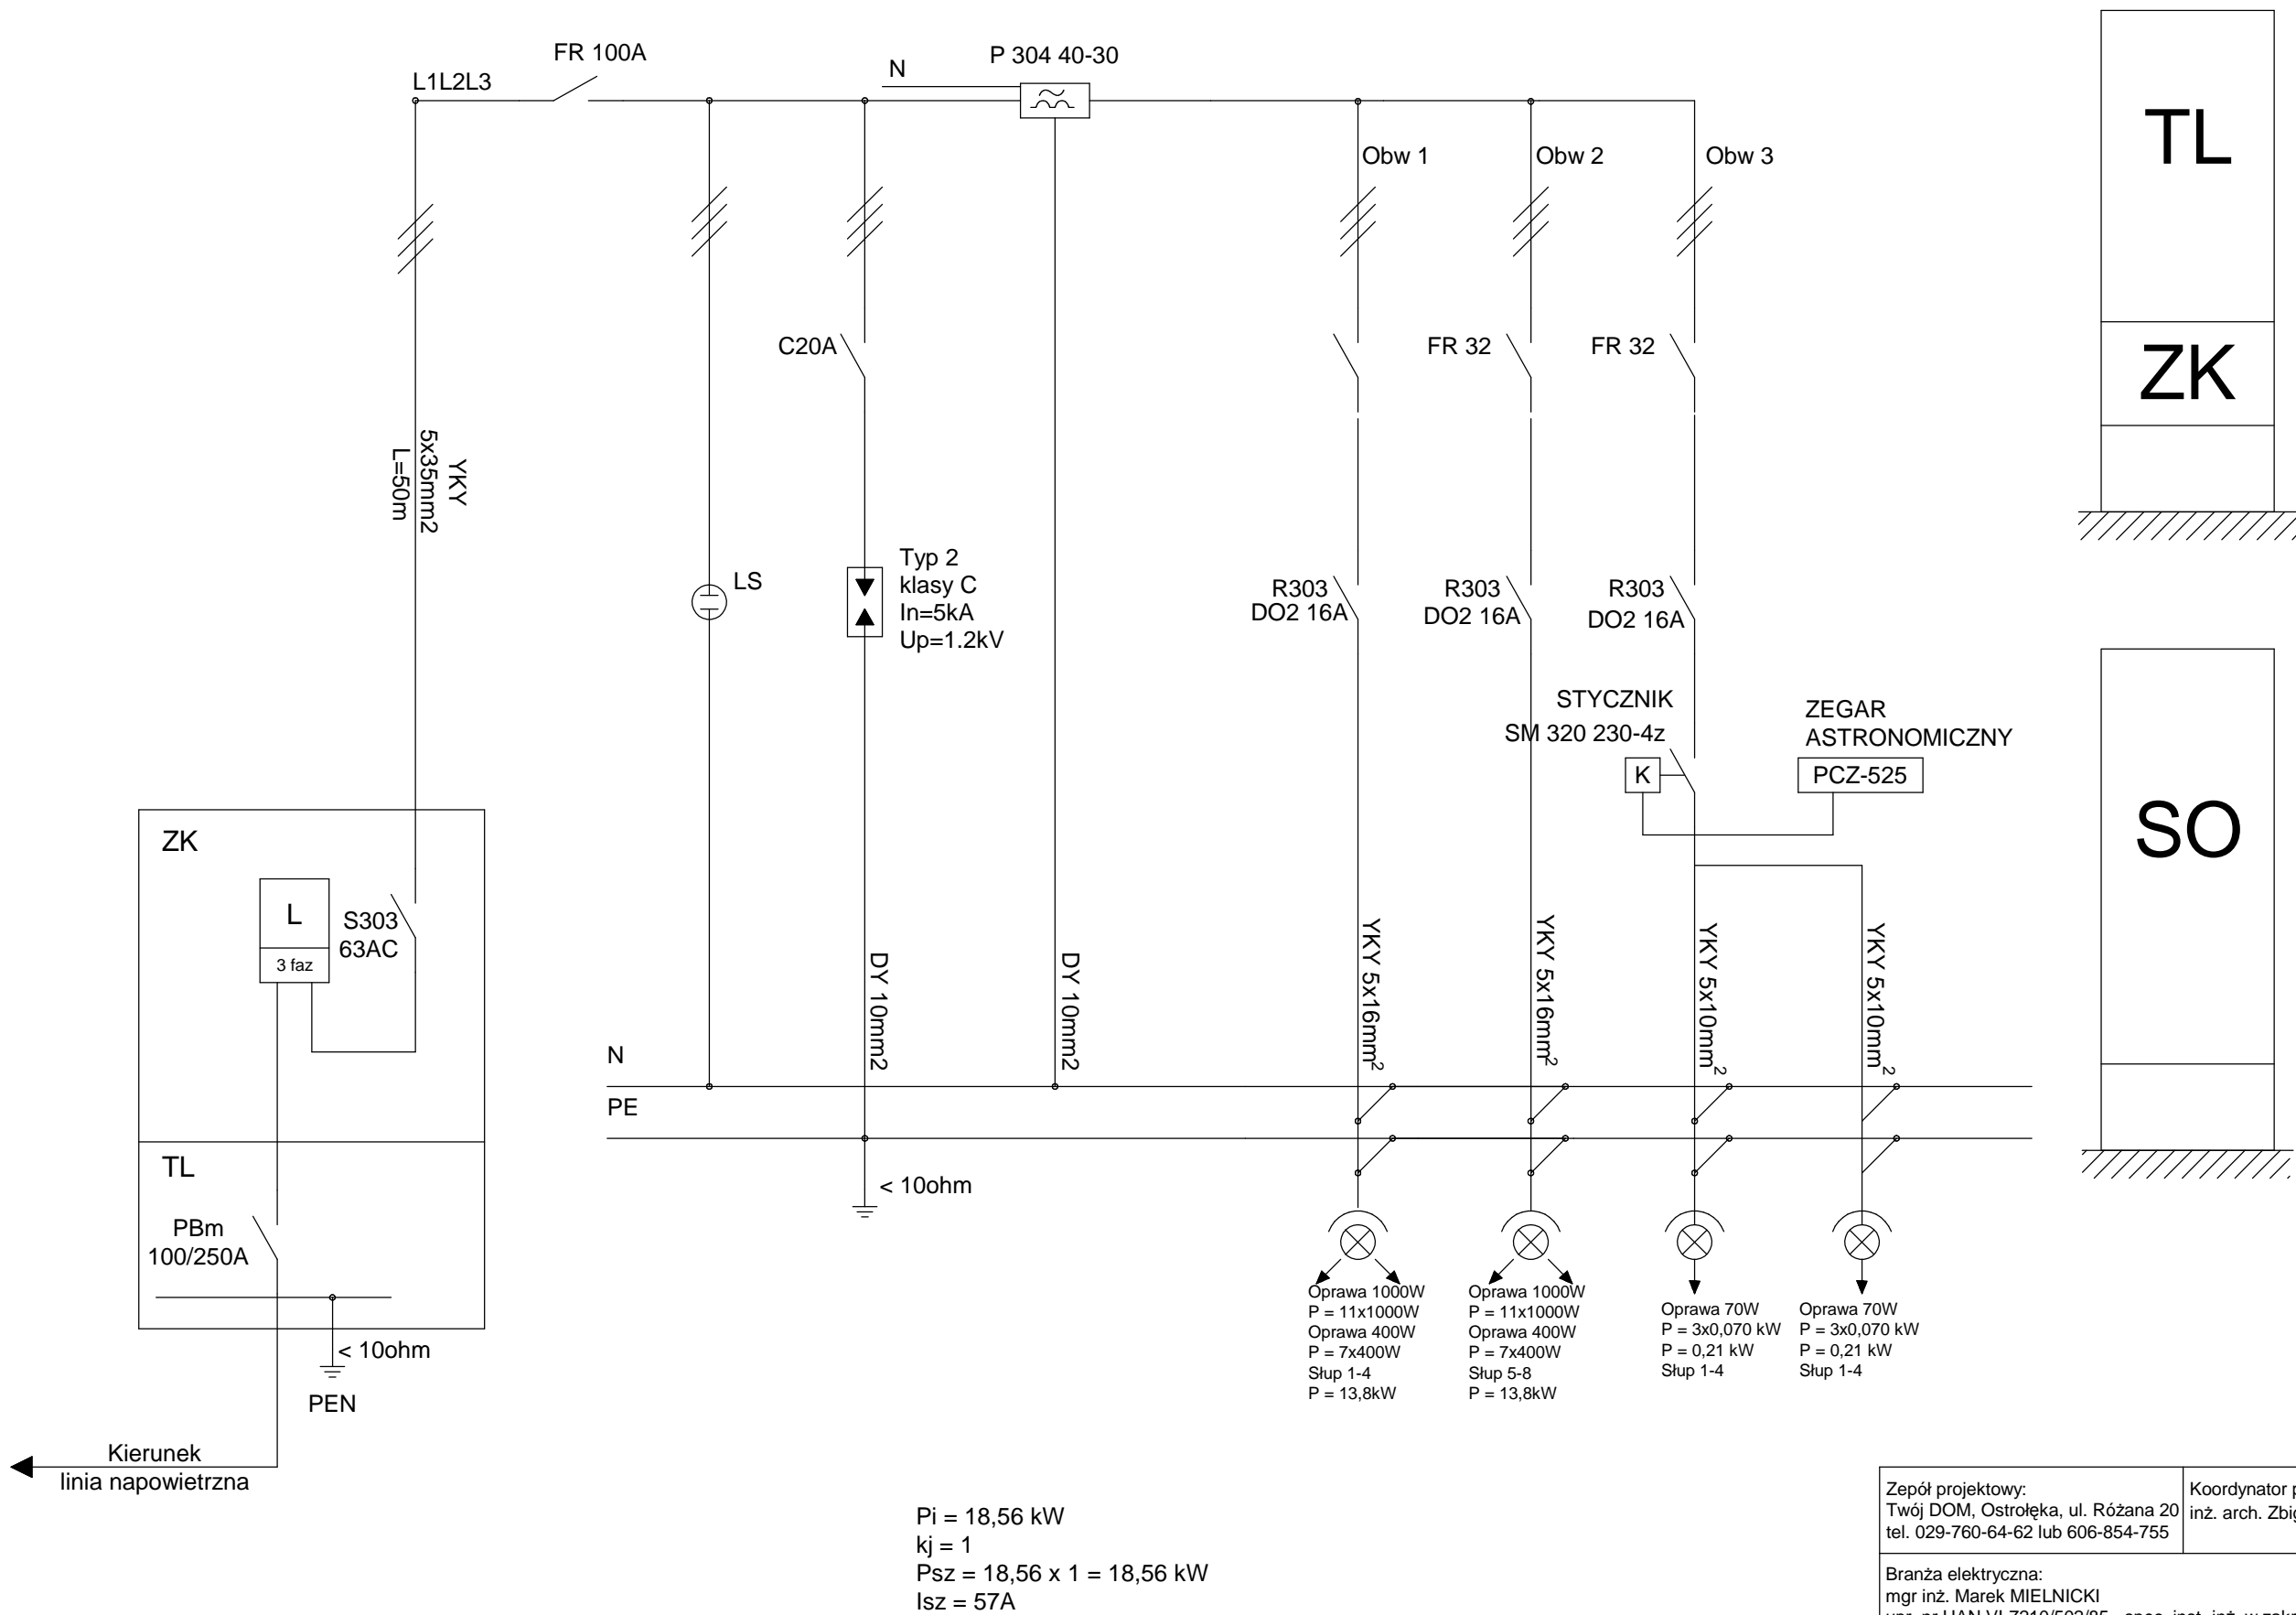 L1L2L3
FR 100A
N
P 304 40-30
Obw 1
Obw 2
Obw 3
C20A
FR 32
FR 32
YKY
5x35mm2
L=50m
LS
Typ 2
klasy C
In=5kA
Up=1.2kV
R303
DO2 16A
R303
DO2 16A
R303
DO2 16A
STYCZNIK
SM 320 230-4z
K
ZEGAR
ASTRONOMICZNY
PCZ-525
ZK
L
3 faz
S303
63AC
DY 10mm2
DY 10mm2
YKY 5x16mm2
YKY 5x16mm2
YKY 5x10mm2
YKY 5x10mm2
N
PE
TL
PBm
100/250A
< 10ohm
PEN
< 10ohm
Kierunek
linia napowietrzna
Oprawa 1000W
P = 11x1000W
Oprawa 400W
P = 7x400W
Słup 1-4
P = 13,8kW
Oprawa 1000W
P = 11x1000W
Oprawa 400W
P = 7x400W
Słup 5-8
P = 13,8kW
Oprawa 70W
P = 3x0,070 kW
P = 0,21 kW
Słup 1-4
Oprawa 70W
P = 3x0,070 kW
P = 0,21 kW
Słup 1-4
Pi = 18,56 kW
kj = 1
Psz = 18,56 x 1 = 18,56 kW
Isz = 57A
TL
ZK
SO
Zepół projektowy:
Twój DOM, Ostrołęka, ul. Różana 20
tel. 029-760-64-62 lub 606-854-755
Koordynator
inż. arch.
Branża elektryczna:
mgr inż. Marek MIELNICKI